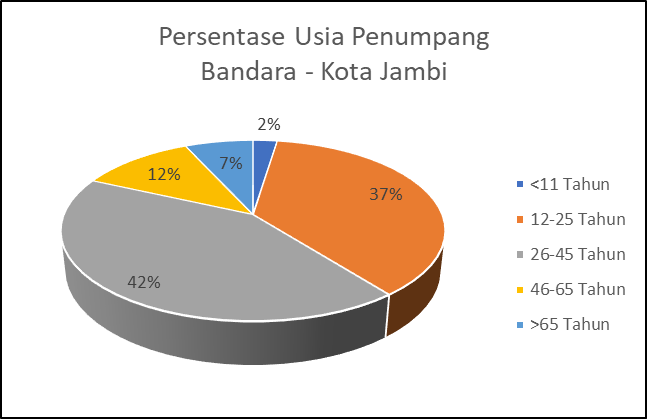 Persentase Usia Penumpang
Bandara - Kota Jambi
2%
37%
42%
12%
7%
<11 Tahun
12-25 Tahun
26-45 Tahun
46-65 Tahun
>65 Tahun